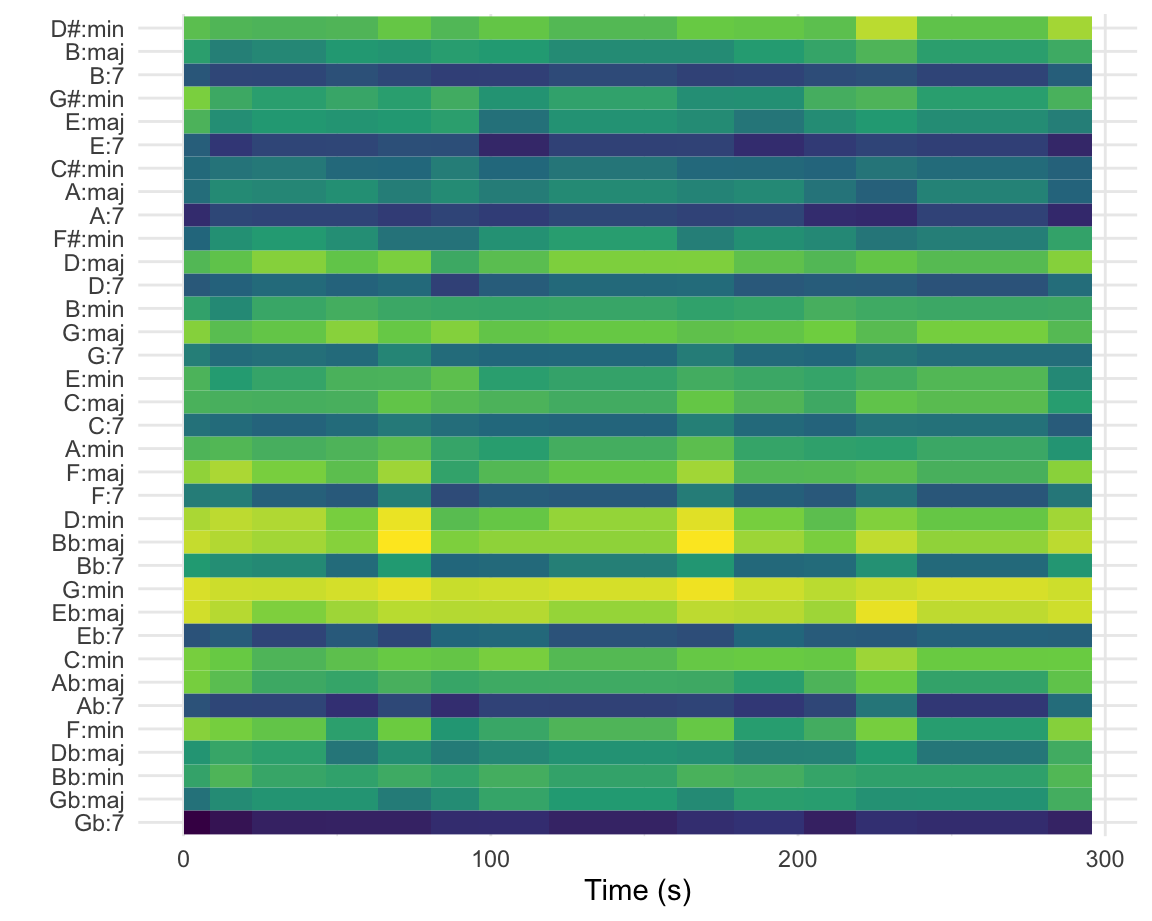 D#:min
B:maj
B:7
G#:min
E:maj
E:7
C#:min
A:maj
A:7
F#:min
D:maj
D:7
B:min
G:maj
G:7
E:min
C:maj
C:7
A:min
F:maj
F:7
D:min
Bb:maj
Bb:7
G:min
Eb:maj
Eb:7
C:min
Ab:maj
Ab:7
F:min
Db:maj
Bb:min
Gb:maj
Gb:7
0 100 200 300
Time (s)